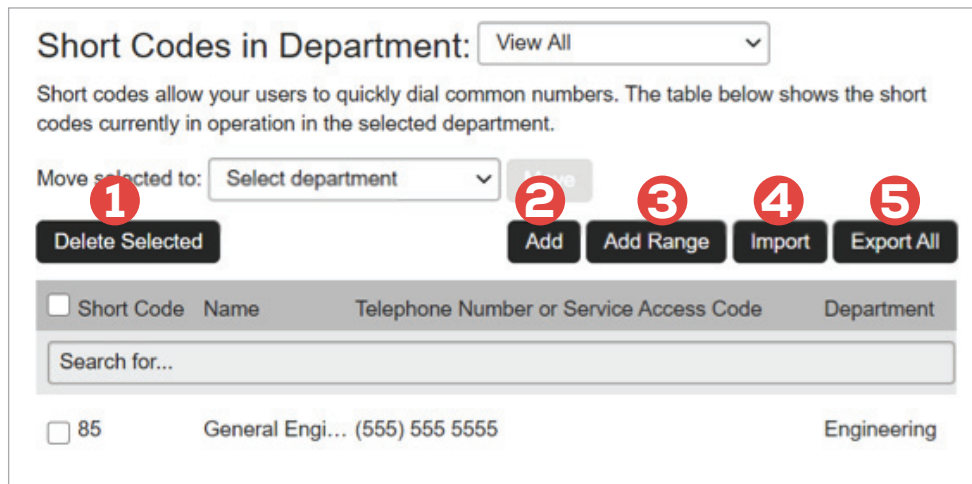 Short Codes in Department: View All
Short codes allow your users to quickly dial common numbers. The table below shows the short
codes currently in operation in the selected department.
Move selected to: Select department Move
1 2 3 4 5
Delete Selected Add Add Range Import Export All
Short Code Name Telephone Number or Service Access Code Department
Search for...
85 General Engi... (555) 555 5555 Engineering